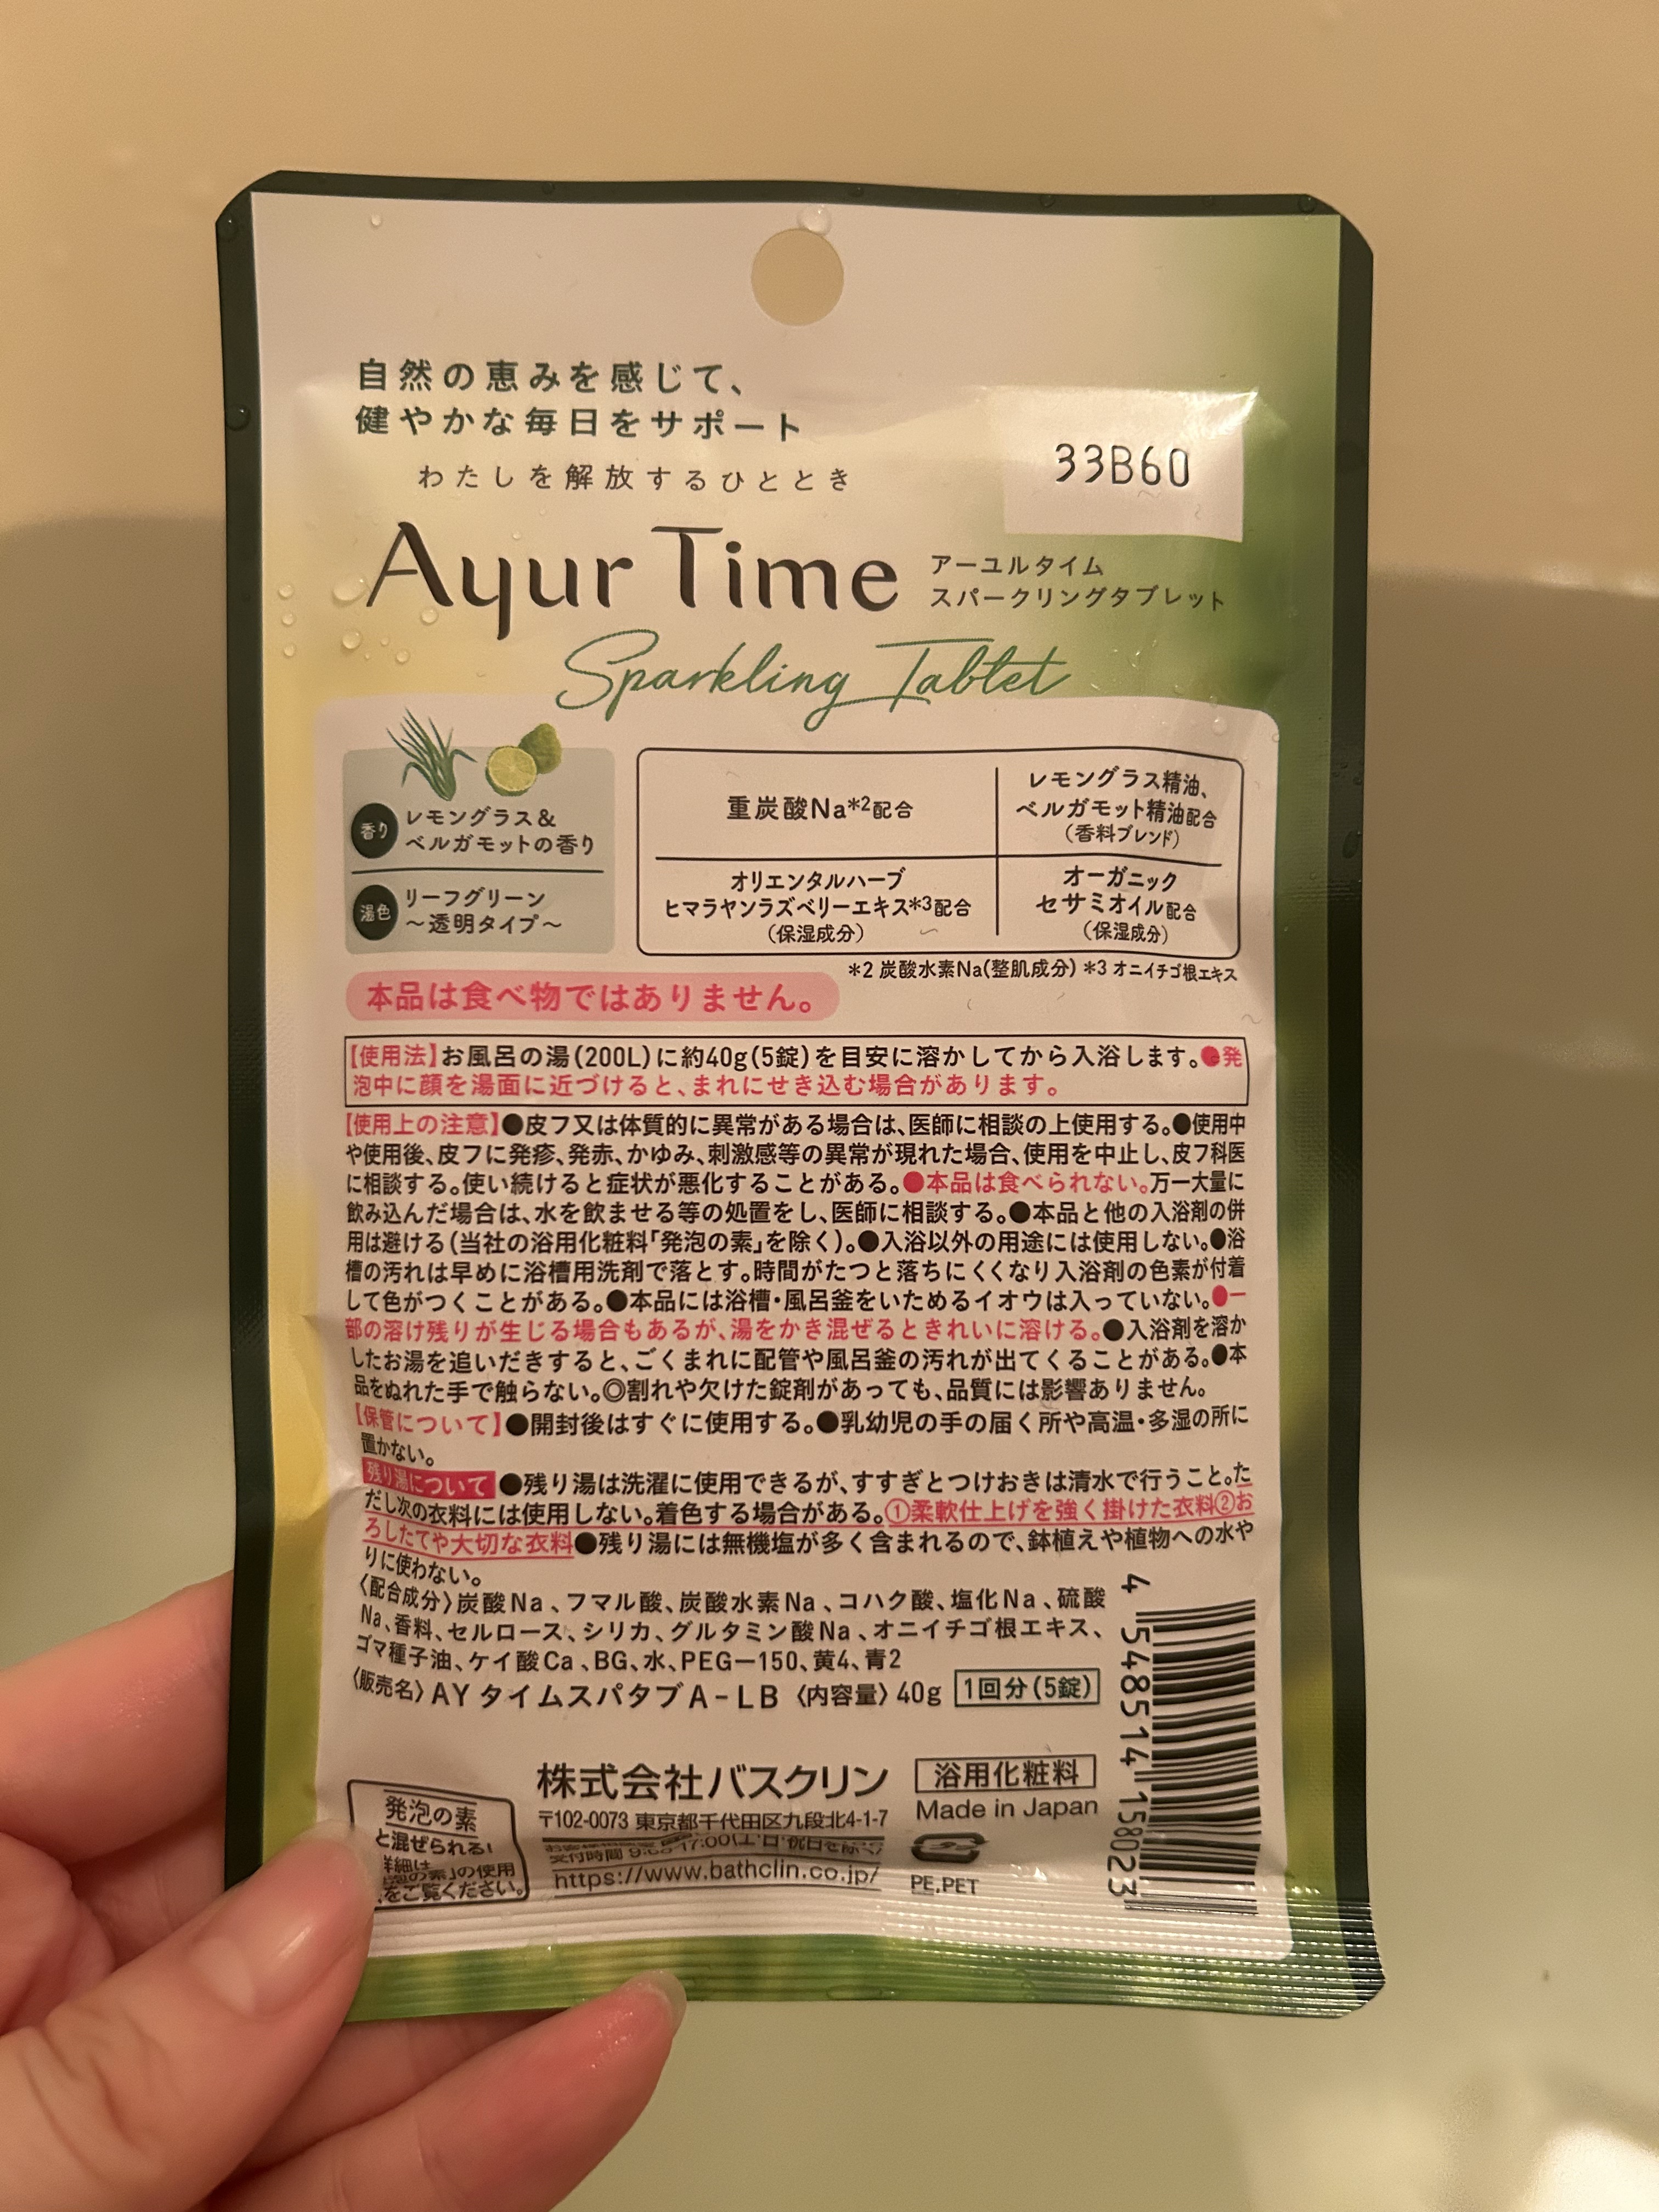 自然の恵みを感じて、
健やかな毎日をサポート
わたしを解放するひととき
33B60
Ayur Time
アーユルタイム
スパークリングタブレット
Sparkling Tablet
香り レモングラス&
ベルガモットの香り
湯色 リーフグリーン
～透明タイプ～
重炭酸Na*2配合
レモングラス精油、
ベルガモット精油配合
(香料ブレンド)
オリエンタルハーブ
ヒマラヤンラズベリーエキス*3配合
(保湿成分)
オーガニック
セサミオイル配合
(保湿成分)
*2 炭酸水素Na(整肌成分) *3 オニイチゴ根エキス
本品は食べ物ではありません。
【使用法】お風呂の湯(200L)に約40g(5錠)を目安に溶かしてから入浴します。●発
泡中に顔を湯面に近づけると、まれにせき込む場合があります。
【使用上の注意】●皮フ又は体質的に異常がある場合は、医師に相談の上使用する。●使用中
や使用後、皮フに発疹、発赤、かゆみ、刺激感等の異常が現れた場合、使用を中止し、皮フ科医
に相談する。使い続けると症状が悪化することがある。●本品は食べられない。万一大量に
飲み込んだ場合は、水を飲ませる等の処置をし、医師に相談する。●本品と他の入浴剤の併
用は避ける(当社の浴用化粧料「発泡の素」を除く)。●入浴以外の用途には使用しない。●浴
槽の汚れは早めに浴槽用洗剤で落とす。時間がたつと落ちにくくなり入浴剤の色素が付着
して色がつくことがある。●本品には浴槽・風呂釜をいためるイオウは入っていない。●一
部の溶け残りが生じる場合もあるが、湯をかき混ぜるときれいに溶ける。●入浴剤を溶か
したお湯を追いだきすると、ごくまれに配管や風呂釜の汚れが出てくることがある。●本
品をぬれた手で触らない。◎割れや欠けた錠剤があっても、品質には影響ありません。
【保管について】●開封後はすぐに使用する。●乳幼児の手の届く所や高温・多湿の所に
置かない。
残り湯について ●残り湯は洗濯に使用できるが、すすぎとつけおきは清水で行うこと。た
だし次の衣料には使用しない。着色する場合がある。①柔軟仕上げを強く掛けた衣料②お
ろしたてや大切な衣料●残り湯には無機塩が多く含まれるので、鉢植えや植物への水や
りに使わない。
〈配合成分〉炭酸Na、フマル酸、炭酸水素Na、コハク酸、塩化Na、硫酸
Na、香料、セルロース、シリカ、グルタミン酸Na、オニイチゴ根エキス、
ゴマ種子油、ケイ酸Ca、BG、水、PEG－150、黄4、青2
〈販売名〉AYタイムスパタブA－LB 〈内容量〉40g 1回分(5錠)
4 548514 158023
発泡の素
と混ぜられる!
詳細は
の素」の使用
をご覧ください。
株式会社バスクリン
〒102-0073 東京都千代田区九段北4-1-7
受付時間 17:00(土・日・祝日を除く)
https://www.bathclin.co.jp/
浴用化粧料
Made in Japan
PE,PET